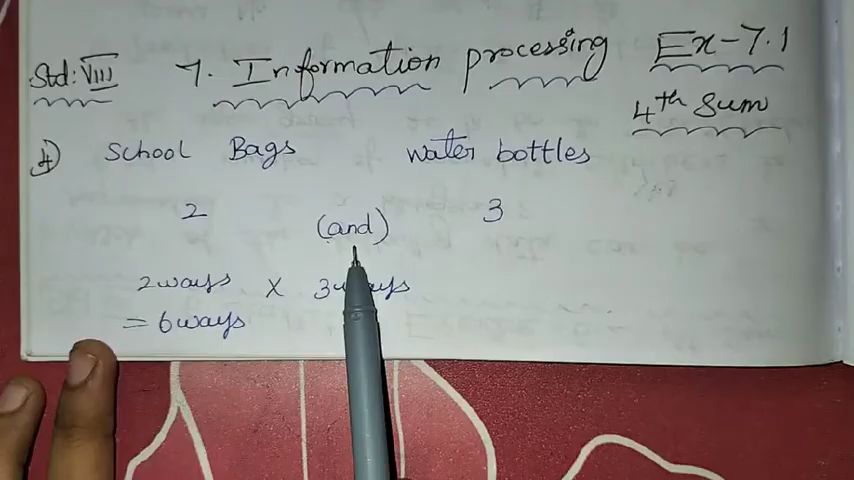 Std: VIII 7. Information processing Ex-7.1
4th Sum
4) School Bags water bottles
2 (and) 3
2ways x 3ways
= 6ways